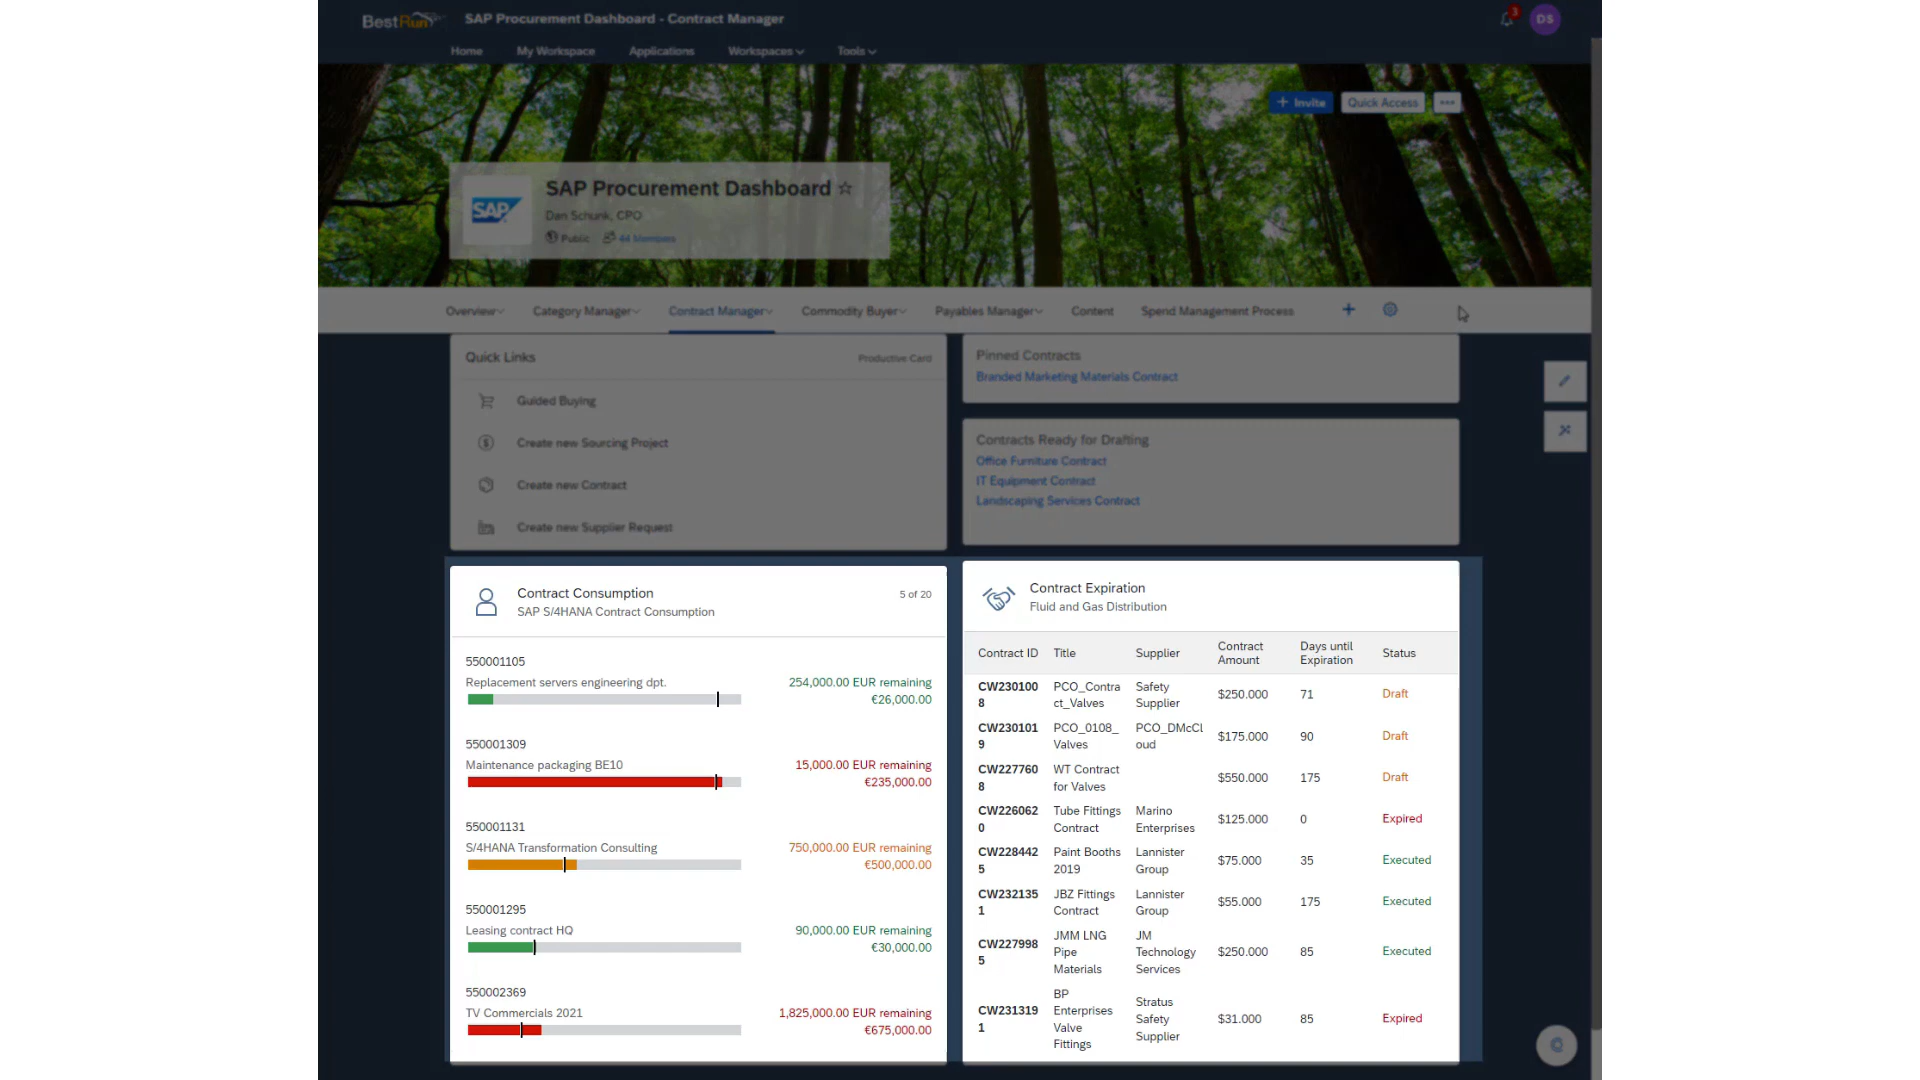 BestRun
SAP Procurement Dashboard - Contract Manager
3
DS
Home My Workspace Applications Workspaces Tools
+ Invite Quick Access
SAP
SAP Procurement Dashboard
Dan Schunk, CPO
Public 44 Members
Overview Category Manager Contract Manager Commodity Buyer Payables Manager Content Spend Management Process
Quick Links Productive Card
Guided Buying
Create new Sourcing Project
Create new Contract
Create new Supplier Request
Pinned Contracts
Branded Marketing Materials Contract
Contracts Ready for Drafting
Office Furniture Contract
IT Equipment Contract
Landscaping Services Contract
Contract Consumption
5 of 20
SAP S/4HANA Contract Consumption
550001105
Replacement servers engineering dpt. 254,000.00 EUR remaining
€26,000.00
550001309
Maintenance packaging BE10 15,000.00 EUR remaining
€235,000.00
550001131
S/4HANA Transformation Consulting 750,000.00 EUR remaining
€500,000.00
550001295
Leasing contract HQ 90,000.00 EUR remaining
€30,000.00
550002369
TV Commercials 2021 1,825,000.00 EUR remaining
€675,000.00
Contract Expiration
Fluid and Gas Distribution
Contract ID Title Supplier Contract Amount Days until Expiration Status
CW2301008 PCO_Contract_Valves Safety Supplier $250.000 71 Draft
CW2301019 PCO_0108_Valves PCO_DMcCloud $175.000 90 Draft
CW2277608 WT Contract for Valves $550.000 175 Draft
CW2260620 Tube Fittings Contract Marino Enterprises $125.000 0 Expired
CW2284425 Paint Booths 2019 Lannister Group $75.000 35 Executed
CW2321351 JBZ Fittings Contract Lannister Group $55.000 175 Executed
CW2279985 JMM LNG Pipe Materials JM Technology Services $250.000 85 Executed
CW2313191 BP Enterprises Valve Fittings Stratus Safety Supplier $31.000 85 Expired